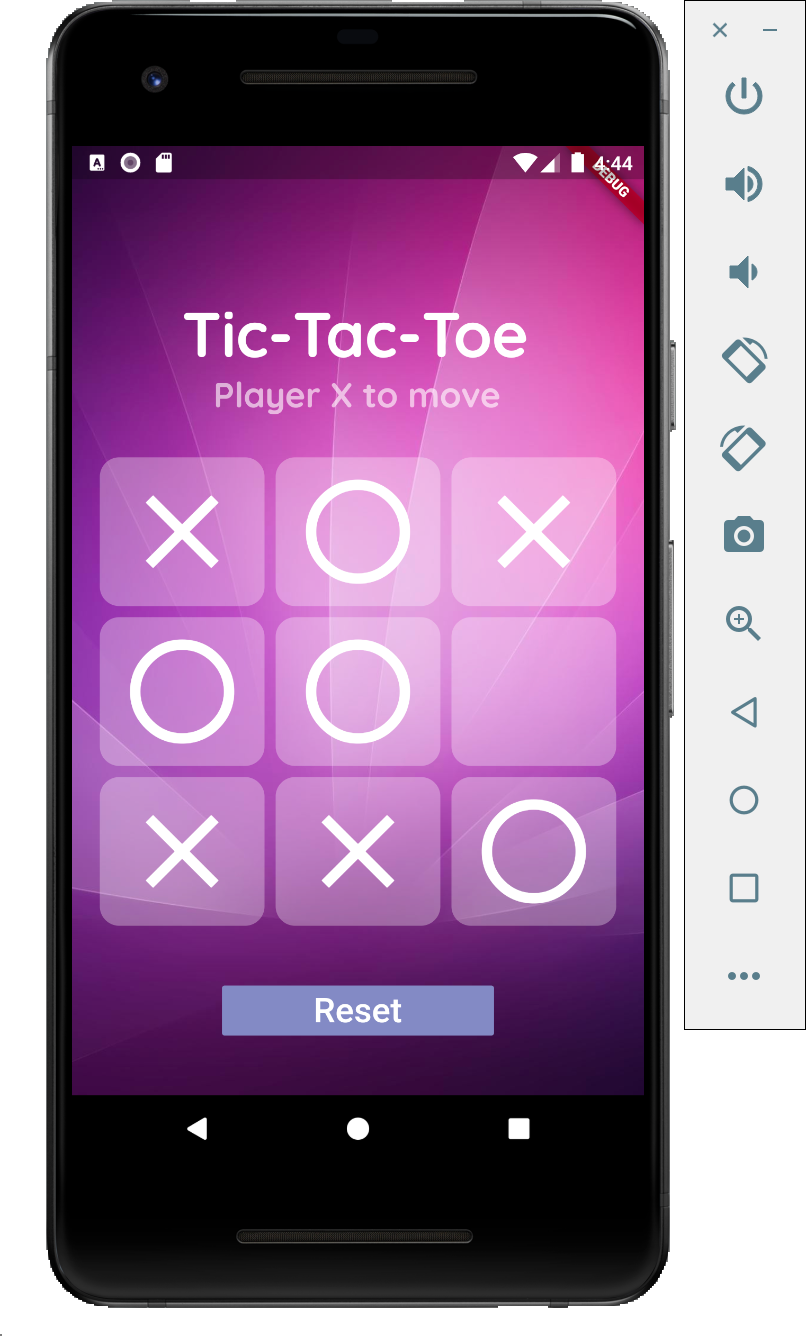 A
4:44
DEBUG
Tic-Tac-Toe
Player X to move
X O X
O O
X X O
Reset